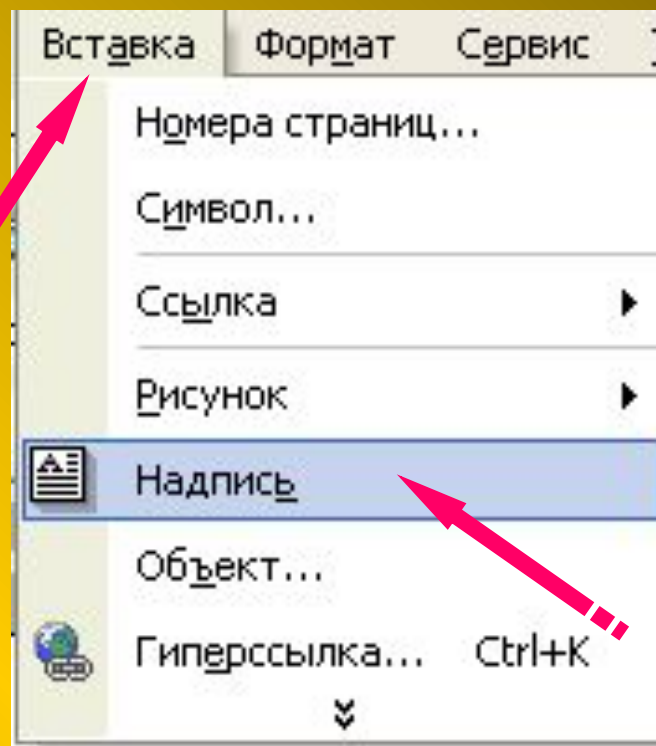 Вставка Формат Сервис
Номера страниц...
Символ...
Ссылка
Рисунок
Надпись
Объект...
Гиперссылка... Ctrl+K